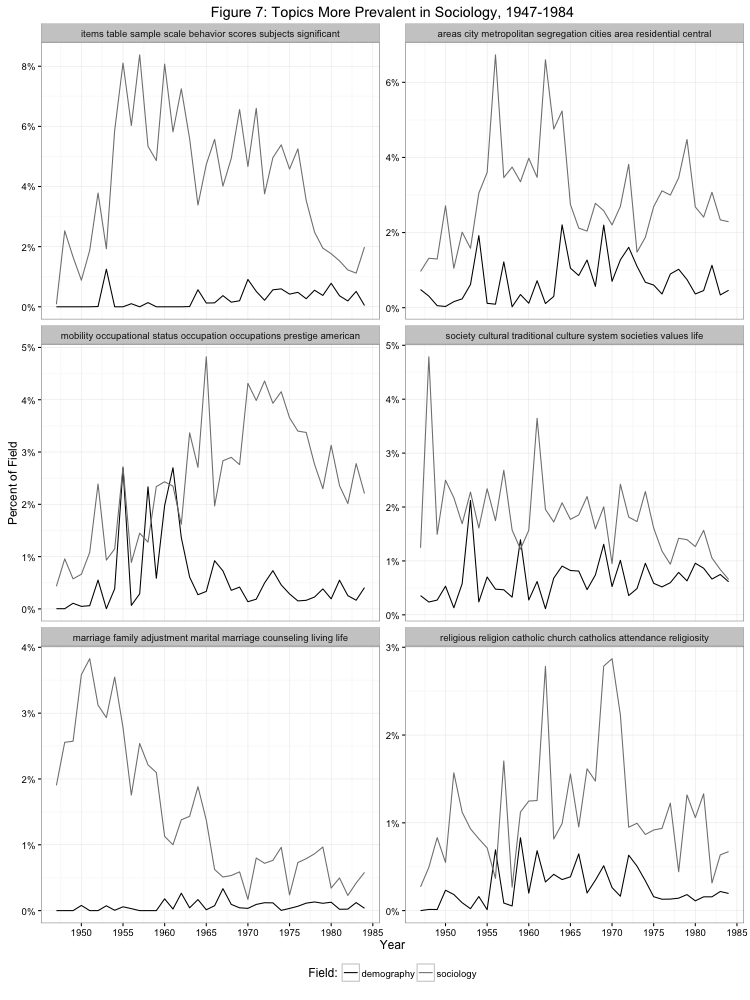 Figure 7: Topics More Prevalent in Sociology, 1947-1984
items table sample scale behavior scores subjects significant
areas city metropolitan segregation cities area residential central
8%
6%
4%
2%
0%
6%
4%
2%
0%
mobility occupational status occupation occupations prestige american
society cultural traditional culture system societies values life
5%
4%
3%
2%
1%
0%
5%
4%
3%
2%
1%
0%
Percent of Field
marriage family adjustment marital marriage counseling living life
religious religion catholic church catholics attendance religiosity
4%
3%
2%
1%
0%
3%
2%
1%
0%
1950 1955 1960 1965 1970 1975 1980 1985
1950 1955 1960 1965 1970 1975 1980 1985
Year
Field: demography sociology